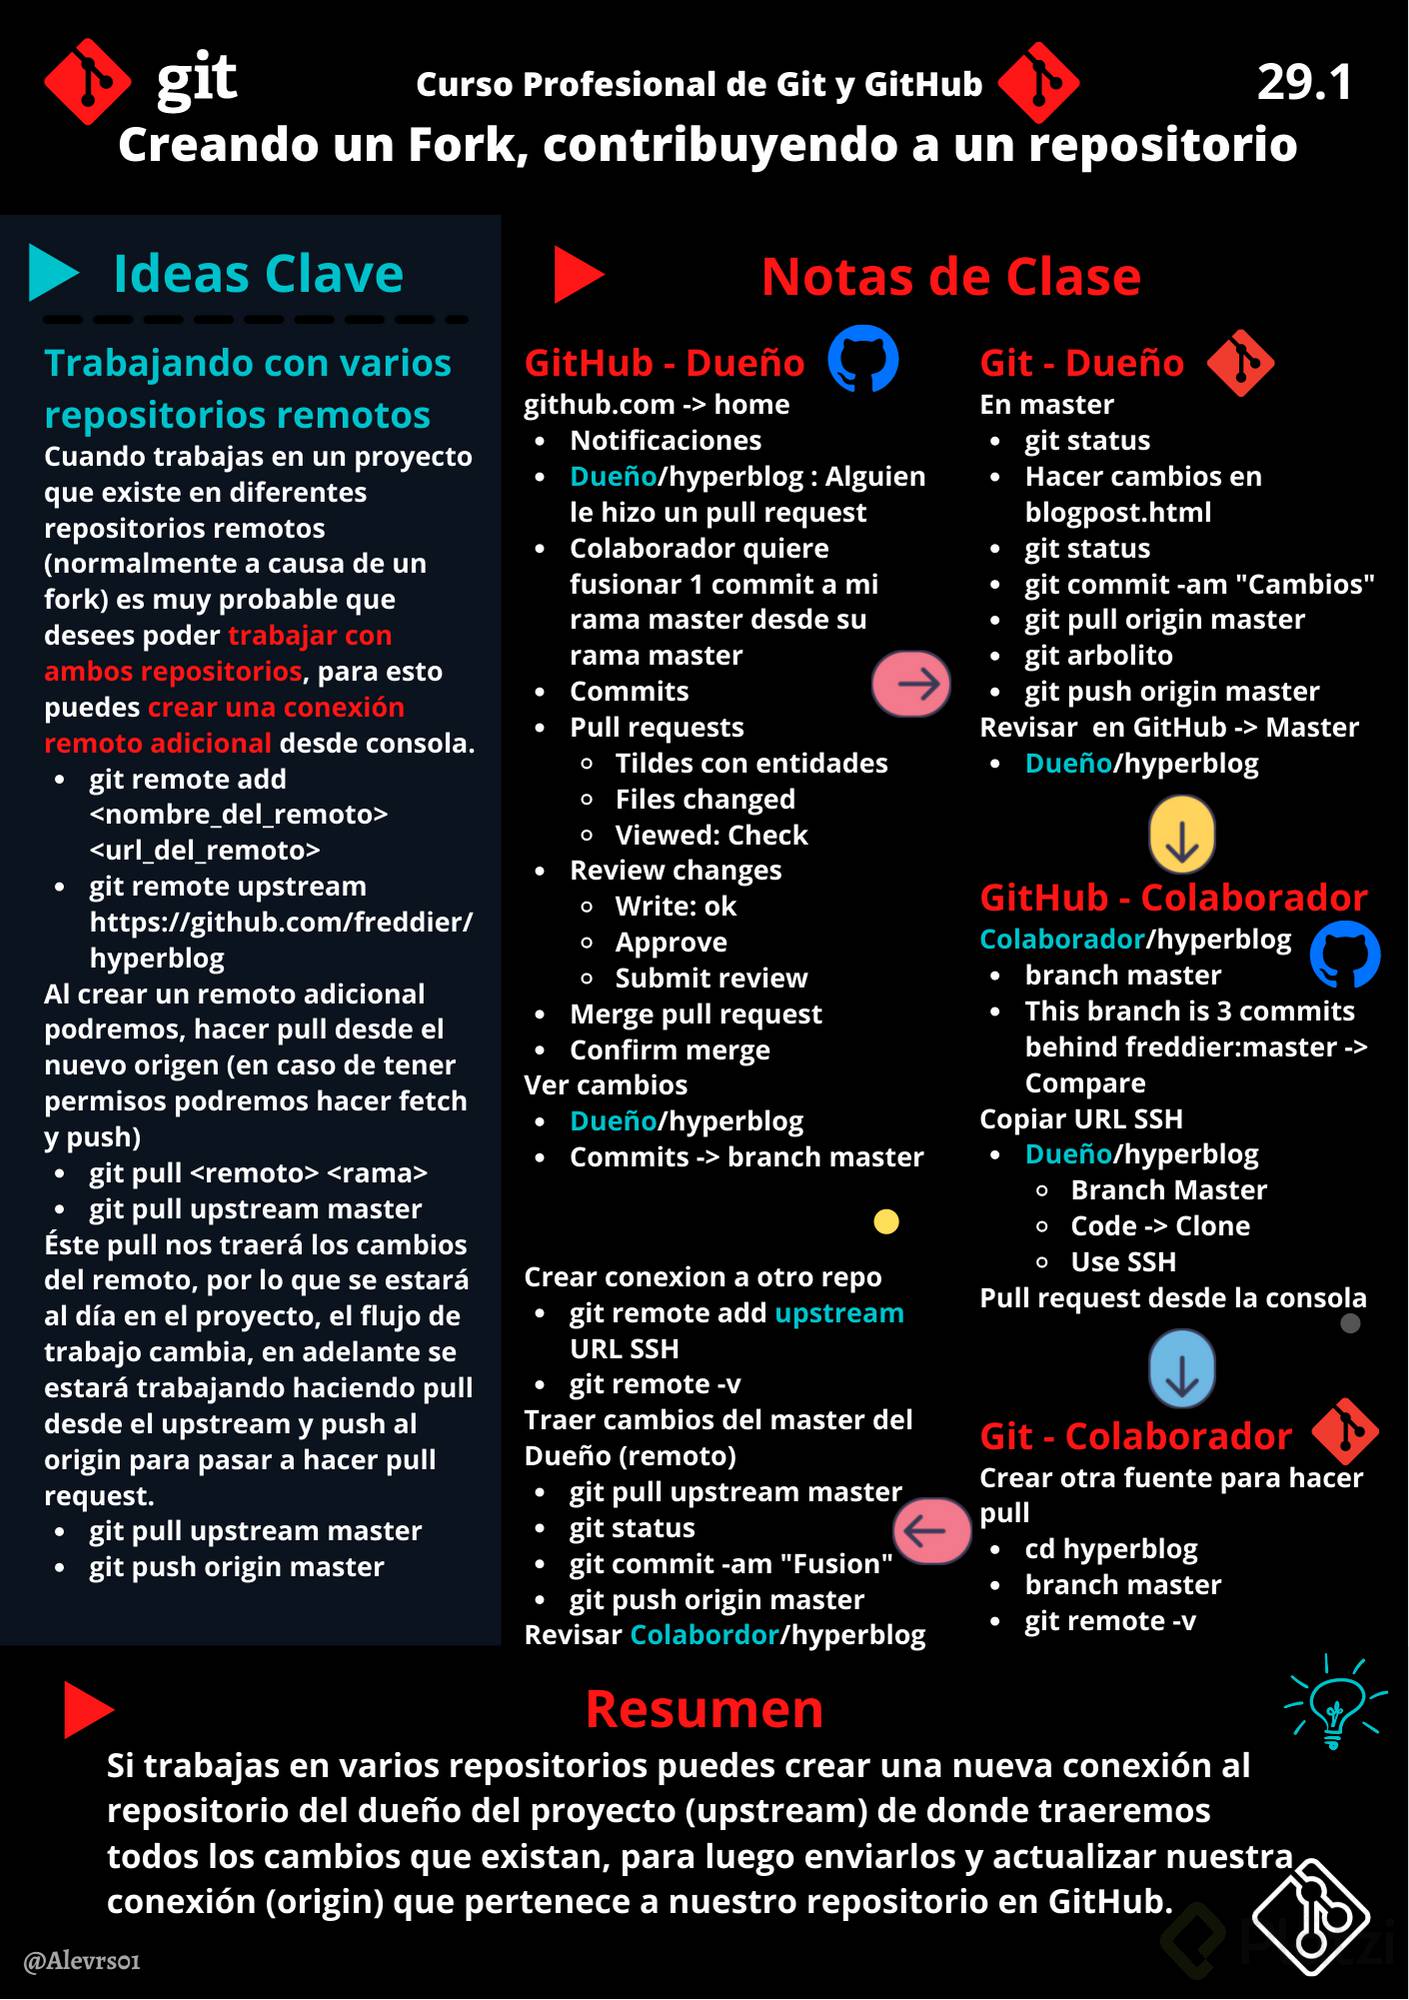 git
Curso Profesional de Git y GitHub
29.1
Creando un Fork, contribuyendo a un repositorio
Ideas Clave
Trabajando con varios
repositorios remotos
Cuando trabajas en un proyecto
que existe en diferentes
repositorios remotos
(normalmente a causa de un
fork) es muy probable que
desees poder trabajar con
ambos repositorios, para esto
puedes crear una conexión
remoto adicional desde consola.
• git remote add
<nombre_del_remoto>
<url_del_remoto>
• git remote upstream
https://github.com/freddier/
hyperblog
Al crear un remoto adicional
podremos, hacer pull desde el
nuevo origen (en caso de tener
permisos podremos hacer fetch
y push)
• git pull <remoto> <rama>
• git pull upstream master
Éste pull nos traerá los cambios
del remoto, por lo que se estará
al día en el proyecto, el flujo de
trabajo cambia, en adelante se
estará trabajando haciendo pull
desde el upstream y push al
origin para pasar a hacer pull
request.
• git pull upstream master
• git push origin master
Notas de Clase
GitHub - Dueño
github.com -> home
• Notificaciones
• Dueño/hyperblog : Alguien
le hizo un pull request
• Colaborador quiere
fusionar 1 commit a mi
rama master desde su
rama master
• Commits
• Pull requests
◦ Tildes con entidades
◦ Files changed
◦ Viewed: Check
• Review changes
◦ Write: ok
◦ Approve
◦ Submit review
• Merge pull request
• Confirm merge
Ver cambios
• Dueño/hyperblog
• Commits -> branch master
Git - Dueño
En master
• git status
• Hacer cambios en
blogpost.html
• git status
• git commit -am "Cambios"
• git pull origin master
• git arbolito
• git push origin master
Revisar  en GitHub -> Master
• Dueño/hyperblog
GitHub - Colaborador
Colaborador/hyperblog
• branch master
• This branch is 3 commits
behind freddier:master ->
Compare
Copiar URL SSH
• Dueño/hyperblog
◦ Branch Master
◦ Code -> Clone
◦ Use SSH
Pull request desde la consola
Git - Colaborador
Crear otra fuente para hacer
pull
• cd hyperblog
• branch master
• git remote -v
Crear conexion a otro repo
• git remote add upstream
URL SSH
• git remote -v
Traer cambios del master del
Dueño (remoto)
• git pull upstream master
• git status
• git commit -am "Fusion"
• git push origin master
Revisar Colabordor/hyperblog
Resumen
Si trabajas en varios repositorios puedes crear una nueva conexión al
repositorio del dueño del proyecto (upstream) de donde traeremos
todos los cambios que existan, para luego enviarlos y actualizar nuestra
conexión (origin) que pertenece a nuestro repositorio en GitHub.
@Alevrs01